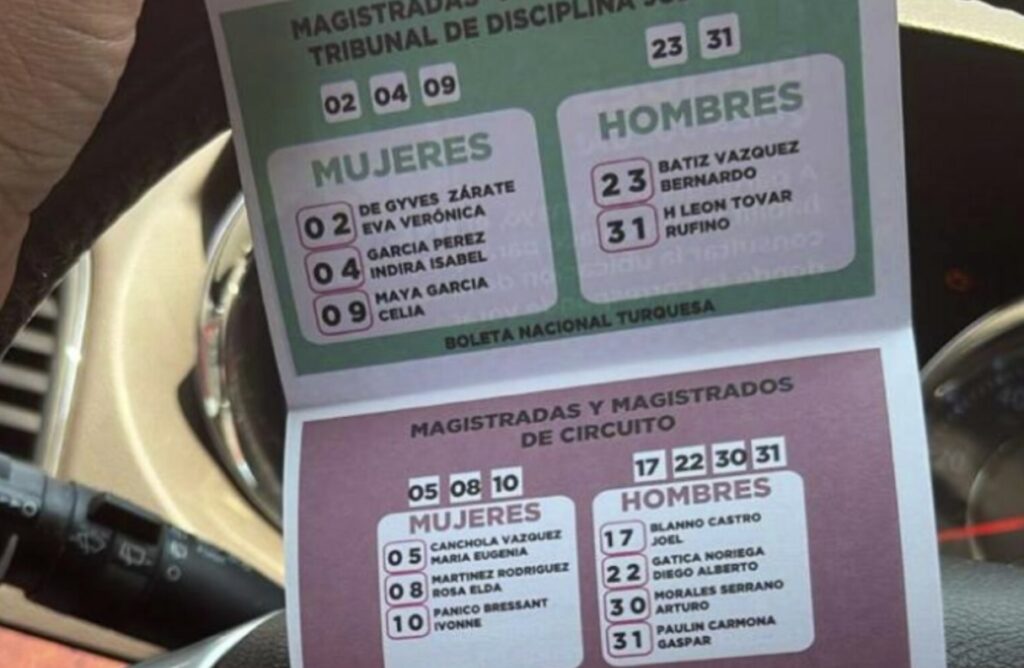 MAGISTRADAS
TRIBUNAL DE DISCIPLINA
02 04 09
23 31
MUJERES
02 DE GYVES ZÁRATE
EVA VERÓNICA
04 GARCIA PEREZ
INDIRA ISABEL
09 MAYA GARCIA
CELIA
HOMBRES
23 BATIZ VAZQUEZ
BERNARDO
31 H LEON TOVAR
RUFINO
BOLETA NACIONAL TURQUESA
MAGISTRADAS Y MAGISTRADOS
DE CIRCUITO
05 08 10
17 22 30 31
MUJERES
05 CANCHOLA VAZQUEZ
MARIA EUGENIA
08 MARTINEZ RODRIGUEZ
ROSA ELDA
10 PANICO BRESSANT
IVONNE
HOMBRES
17 BLANNO CASTRO
JOEL
22 GATICA NORIEGA
DIEGO ALBERTO
30 MORALES SERRANO
ARTURO
31 PAULIN CARMONA
GASPAR